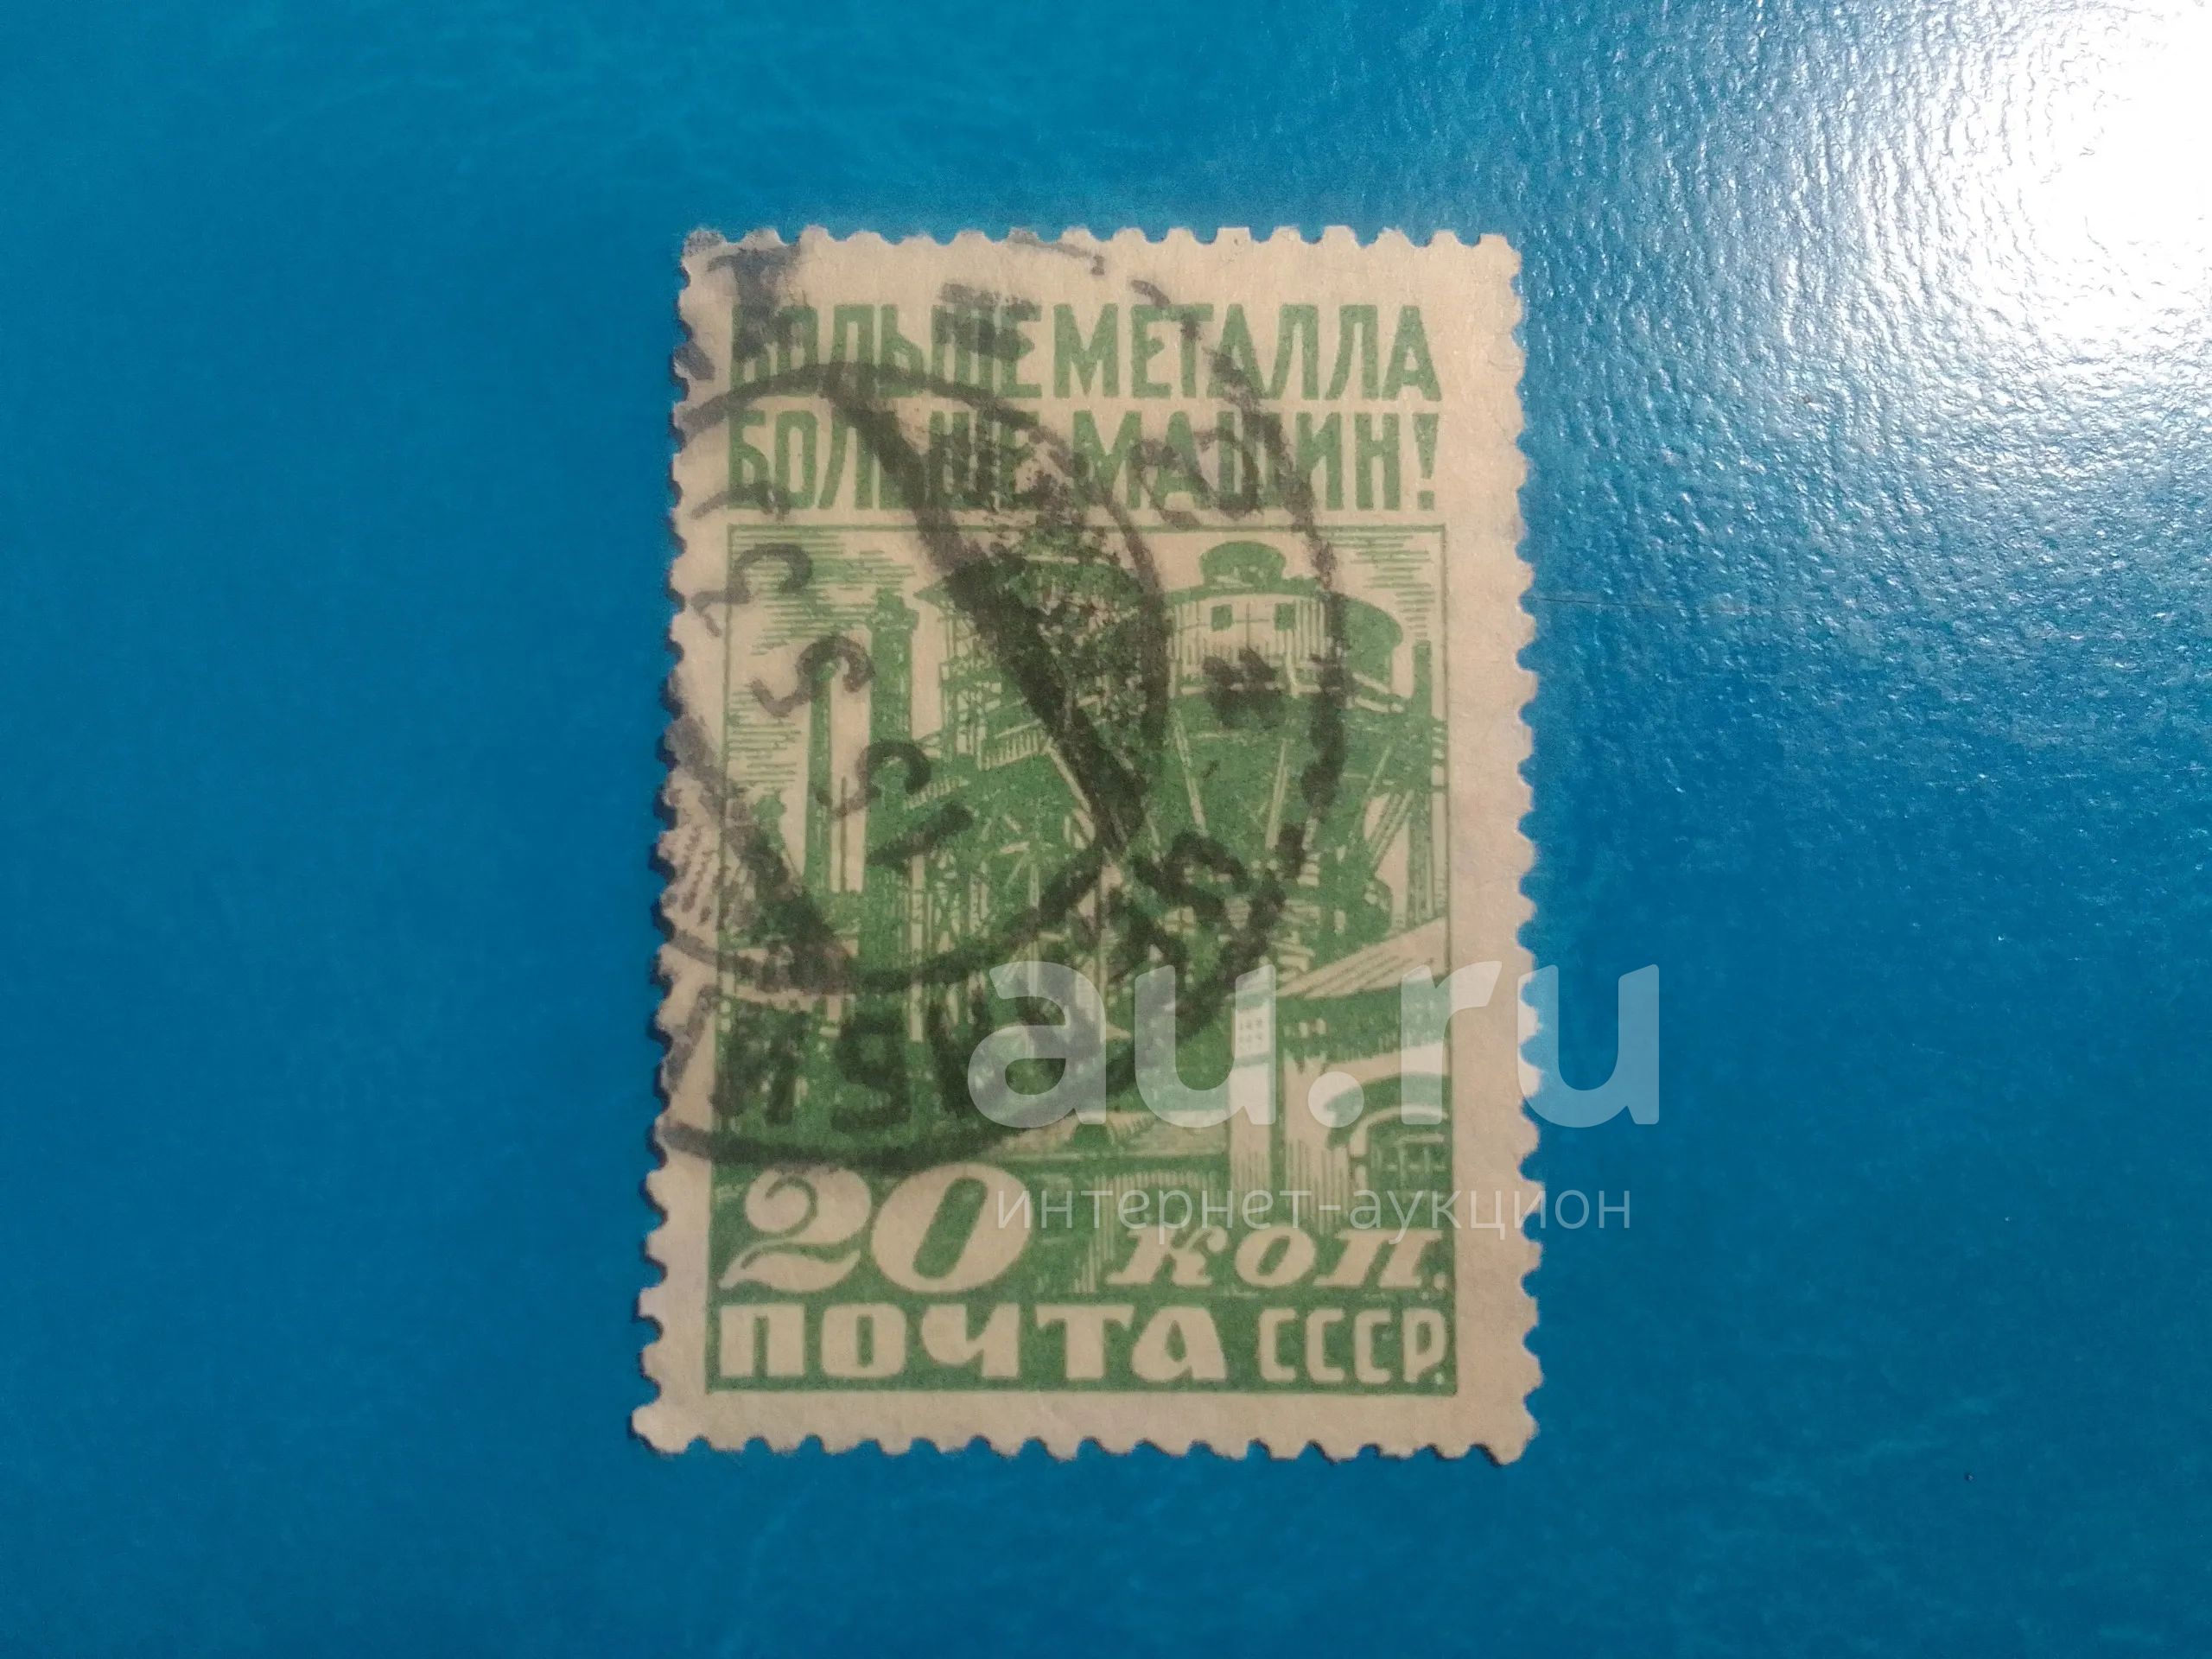 БОЛЬШЕ МЕТАЛЛА
БОЛЬШЕ МАШИН!
au.ru
интернет-аукцион
20 коп.
ПОЧТА СССР.